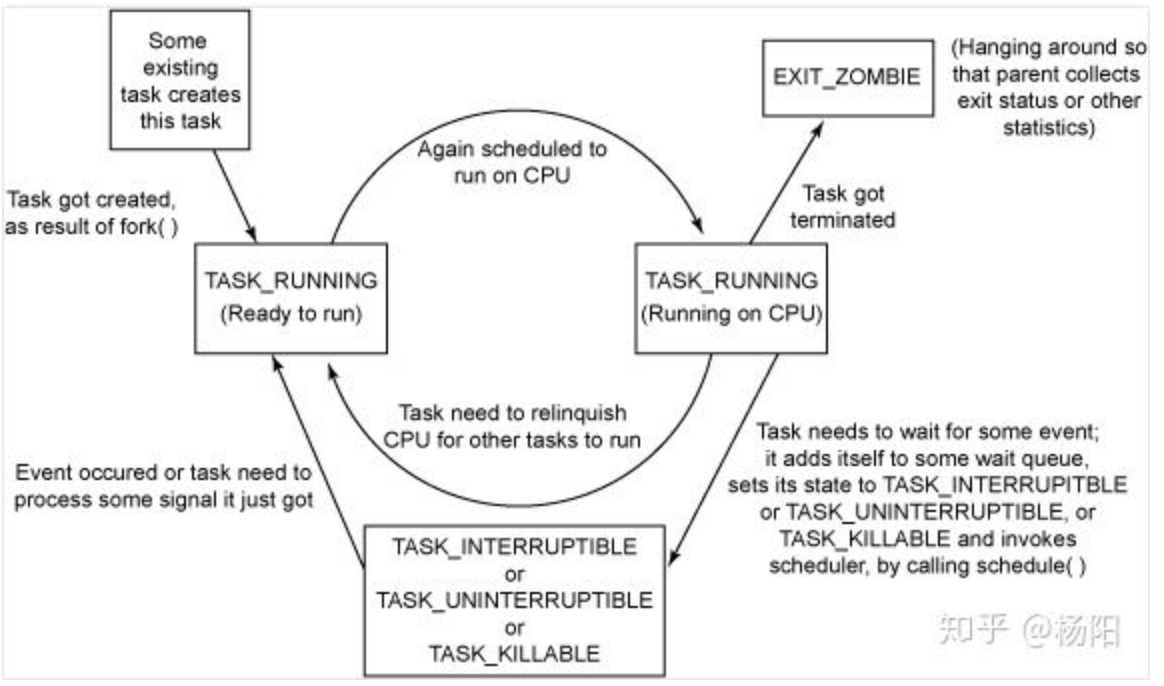 Some
existing
task creates
this task
EXIT_ZOMBIE
(Hanging around so
that parent collects
exit status or other
statistics)
Again scheduled to
run on CPU
Task got created,
as result of fork( )
Task got
terminated
TASK_RUNNING
(Ready to run)
TASK_RUNNING
(Running on CPU)
Task need to relinquish
CPU for other tasks to run
Event occured or task need to
process some signal it just got
Task needs to wait for some event;
it adds itself to some wait queue,
sets its state to TASK_INTERRUPITBLE
or TASK_UNINTERRUPTIBLE, or
TASK_KILLABLE and invokes
scheduler, by calling schedule( )
TASK_INTERRUPTIBLE
or
TASK_UNINTERRUPTIBLE
or
TASK_KILLABLE
知乎 @杨阳